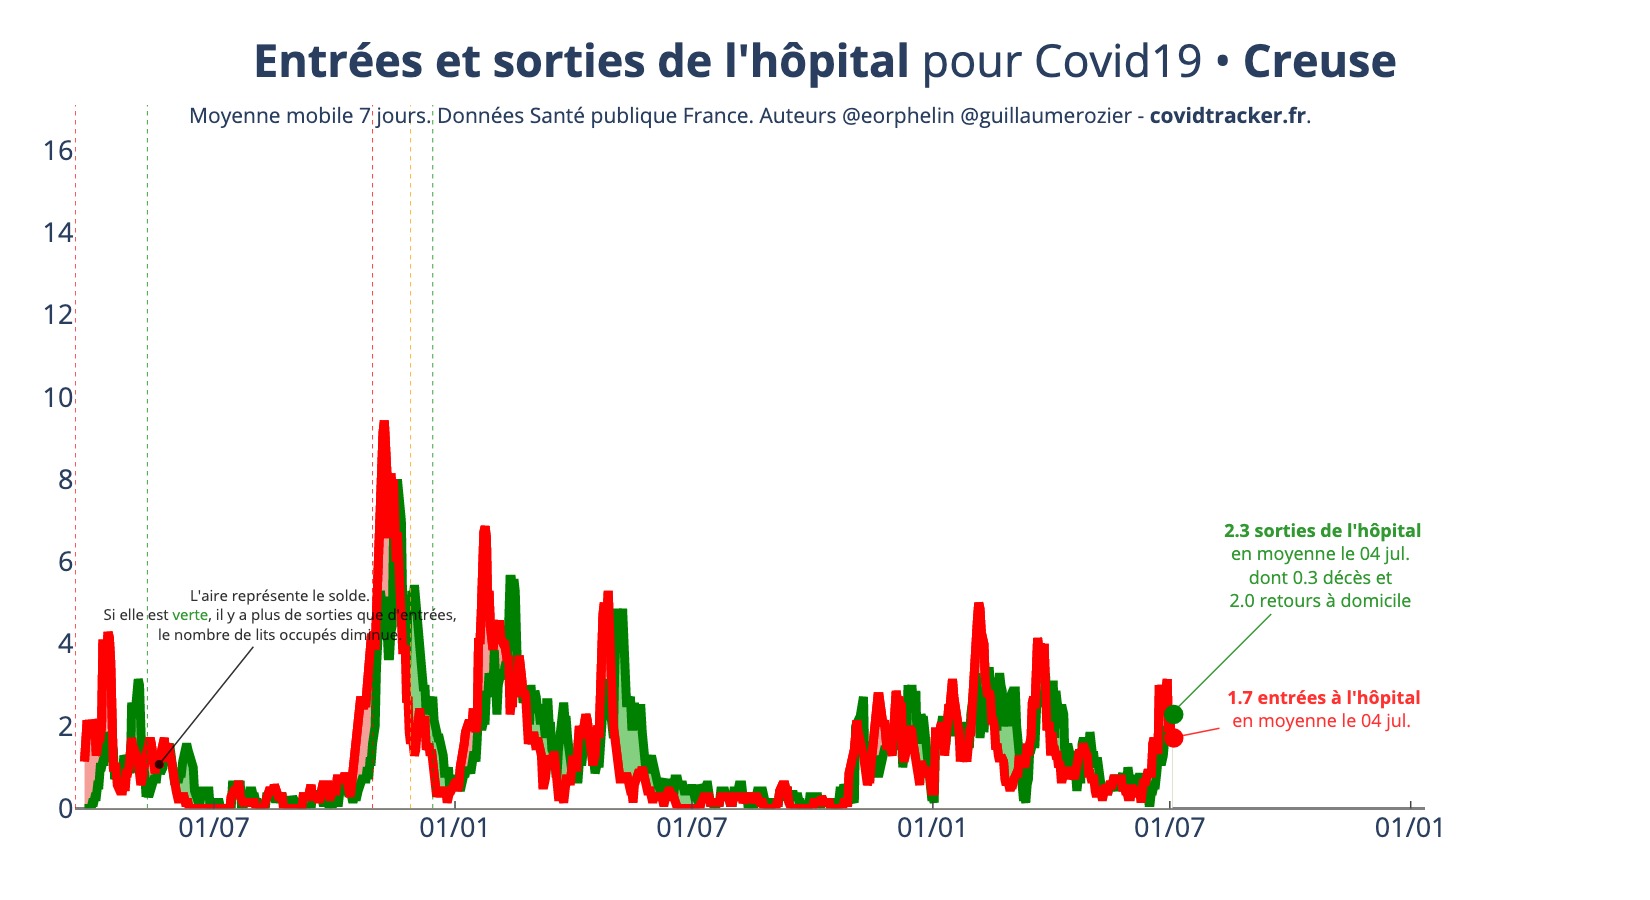 Entrées et sorties de l'hôpital pour Covid19 • Creuse
Moyenne mobile 7 jours. Données Santé publique France. Auteurs @eorphelin @guillaumerozier - covidtracker.fr.
16
14
12
10
8
6
4
2
0
L'aire représente le solde.
Si elle est verte, il y a plus de sorties que d'entrées,
le nombre de lits occupés diminue.
2.3 sorties de l'hôpital
en moyenne le 04 jul.
dont 0.3 décès et
2.0 retours à domicile
1.7 entrées à l'hôpital
en moyenne le 04 jul.
01/07 01/01 01/07 01/01 01/07 01/01